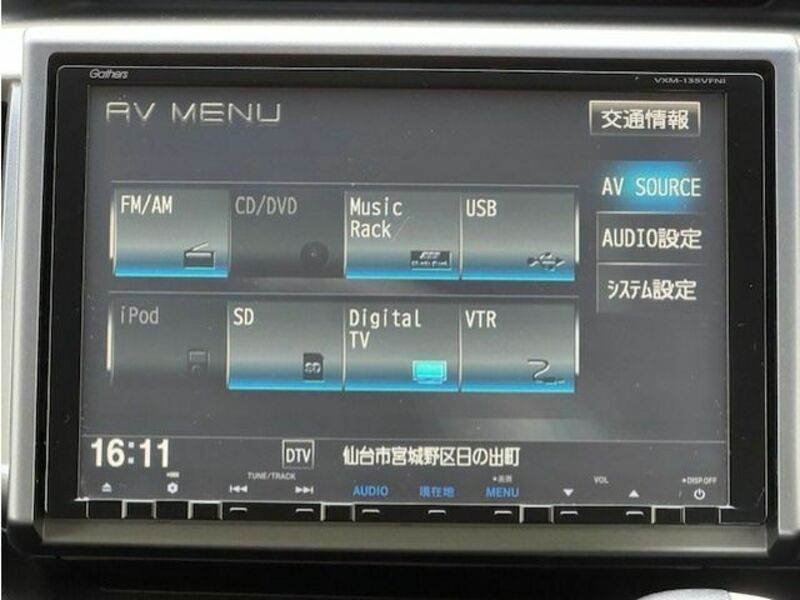 Gathers
VXM-135VFNi
AV MENU
交通情報
FM/AM
CD/DVD
Music
Rack
USB
AV SOURCE
AUDIO設定
システム設定
iPod
SD
Digital
TV
VTR
SD
16:11
DTV
仙台市宮城野区日の出町
TUNE/TRACK
AUDIO
現在地
MENU
VOL
DISP.OFF